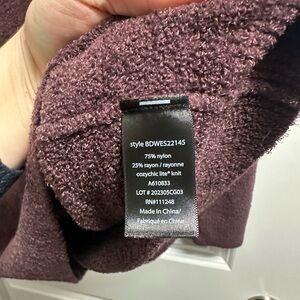 style BDWES22145
75% nylon
25% rayon / rayonne
cozychic lite® knit
A610833
LOT # 202305CG03
RN#111248
Made in China/
Fabriqué en Chine